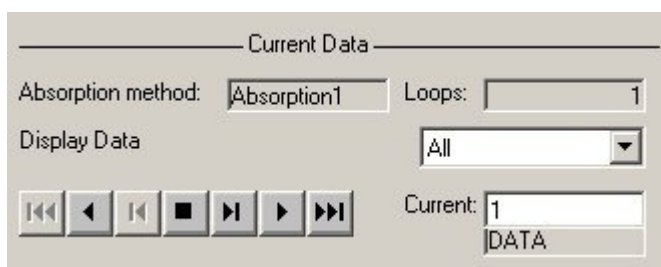 Current Data
Absorption method: Absorption1 Loops: 1
Display Data All
Current: 1
DATA